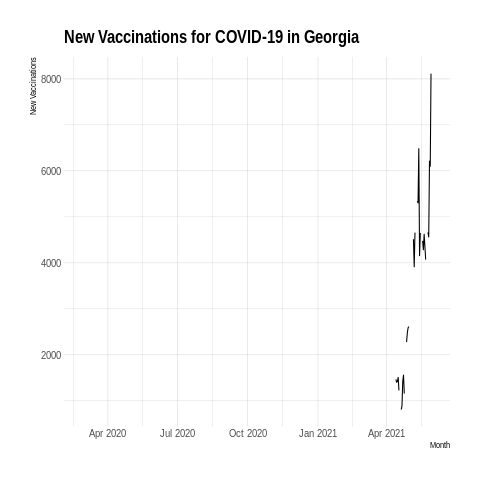 New Vaccinations for COVID-19 in Georgia
New Vaccinations
8000
6000
4000
2000
Apr 2020 Jul 2020 Oct 2020 Jan 2021 Apr 2021
Month